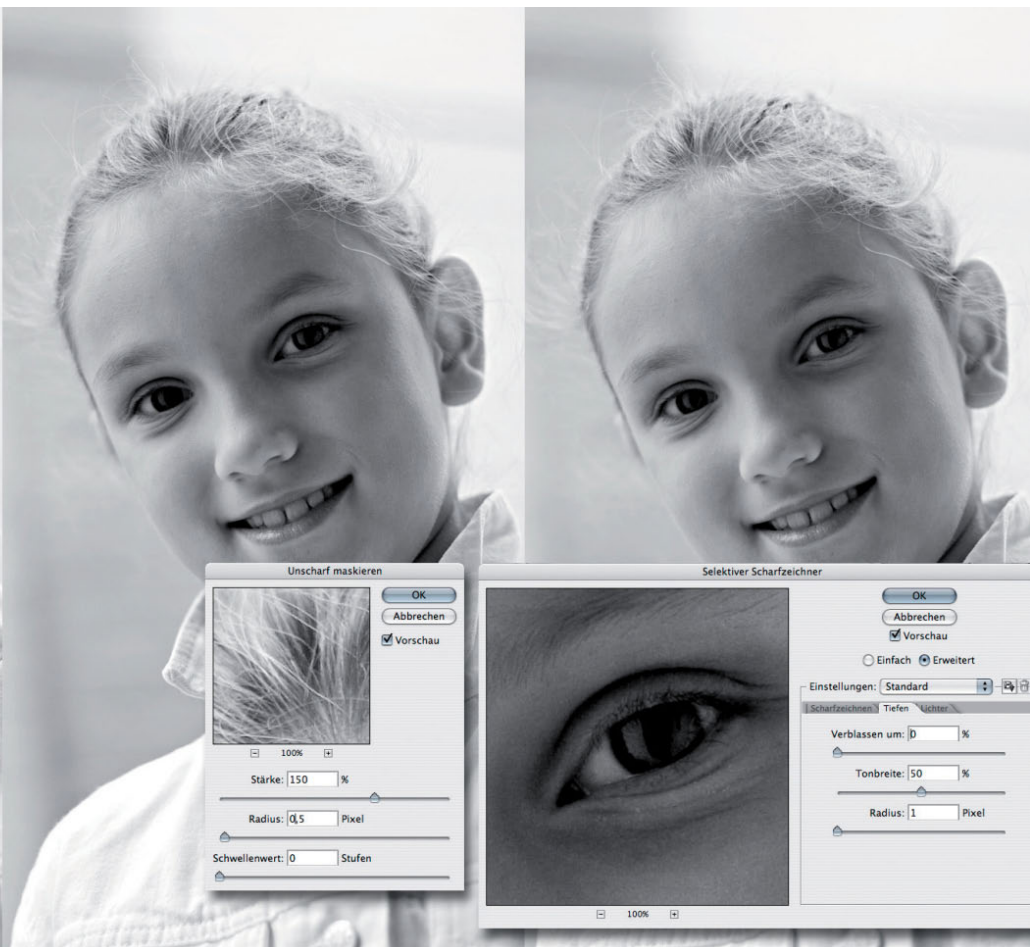 Unscharf maskieren
OK
Abbrechen
Vorschau
100%
Stärke: 150 %
Radius: 0,5 Pixel
Schwellenwert: 0 Stufen
Selektiver Scharfzeichner
OK
Abbrechen
Vorschau
Einfach Erweitert
Einstellungen: Standard
Scharfzeichnen Tiefen Lichter
Verblassen um: 0 %
Tonbreite: 50 %
Radius: 1 Pixel
100%